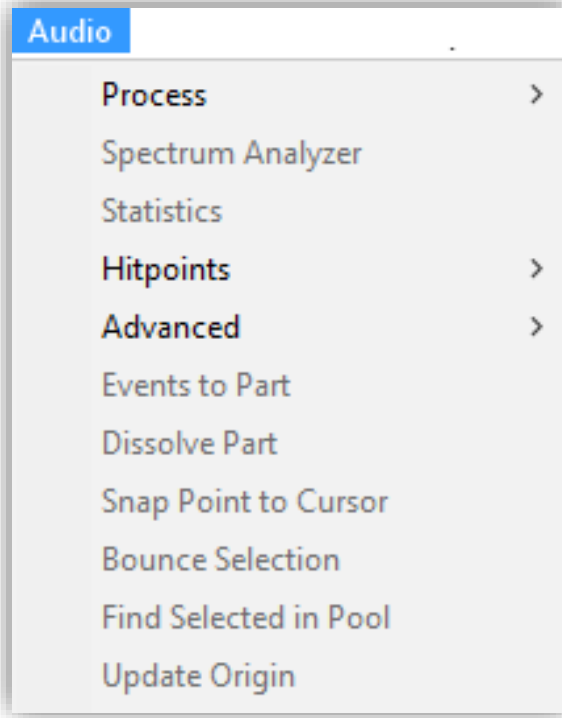 Audio
Process
Spectrum Analyzer
Statistics
Hitpoints
Advanced
Events to Part
Dissolve Part
Snap Point to Cursor
Bounce Selection
Find Selected in Pool
Update Origin